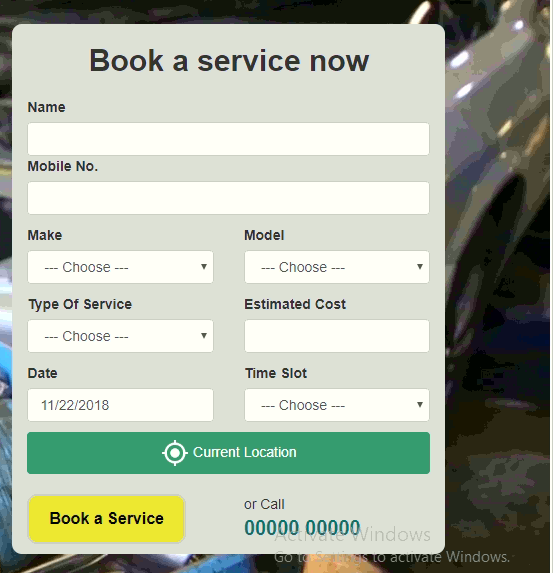 Book a service now
Name
Mobile No.
Make Model
--- Choose --- --- Choose ---
Type Of Service Estimated Cost
--- Choose ---
Date Time Slot
11/22/2018 --- Choose ---
Current Location
or Call
Book a Service 00000 00000
Activate Windows
Go to Settings to activate Windows.